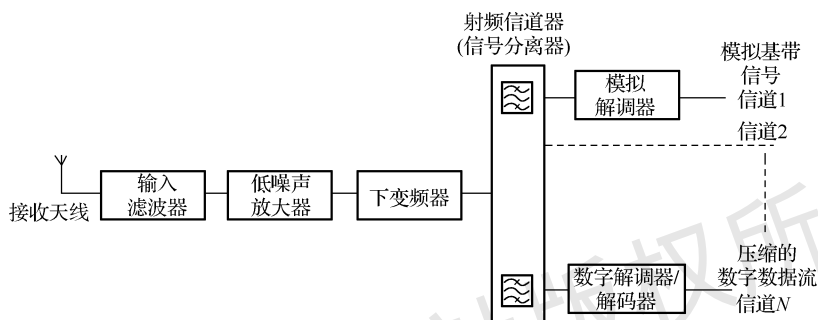 射频信道器
(信号分离器)
模拟基带
信号
信道1
模拟
解调器
信道2
接收天线
输入
滤波器
低噪声
放大器
下变频器
数字解调器/
解码器
压缩的
数字数据流
信道N
版权所